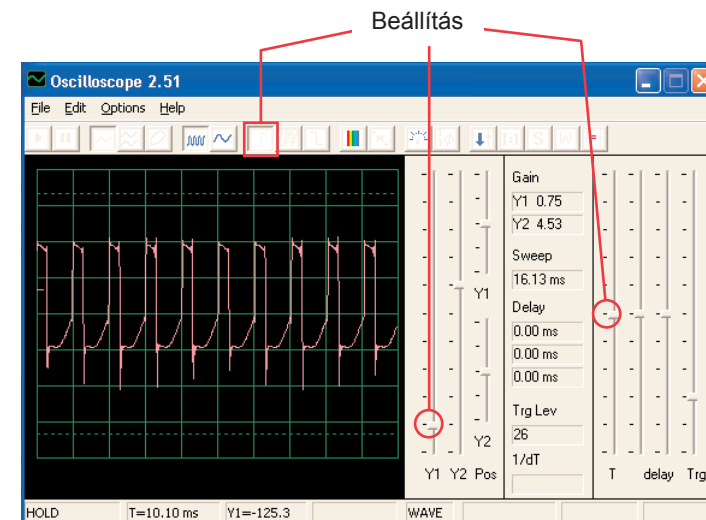 Beállítás
Oscilloscope 2.51
File Edit Options Help
Gain
Y1 0.75
Y2 4.53
Sweep
16.13 ms
Y1
Delay
0.00 ms
0.00 ms
0.00 ms
Trg Lev
26
Y2
1/dT
Y1 Y2 Pos
T delay Trg
HOLD T=10.10 ms Y1=-125.3 WAVE